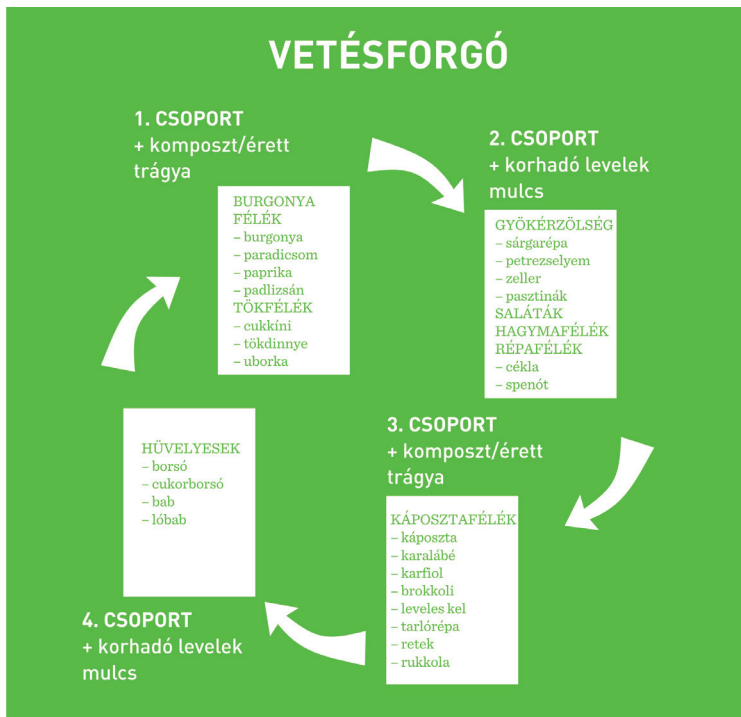 VETÉSFORGÓ
1. CSOPORT
+ komposzt/érett
trágya
BURGONYA
FÉLÉK
– burgonya
– paradicsom
– paprika
– padlizsán
TÖKFÉLÉK
– cukkíni
– tökdinnye
– uborka
2. CSOPORT
+ korhadó levelek
mulcs
GYÖKÉRZÖLSÉG
– sárgarépa
– petrezselyem
– zeller
– pasztinák
SALÁTÁK
HAGYMAFÉLÉK
RÉPAFÉLÉK
– cékla
– spenót
3. CSOPORT
+ komposzt/érett
trágya
KÁPOSZTAFÉLÉK
– káposzta
– karalábé
– karfiol
– brokkoli
– leveles kel
– tarlórépa
– retek
– rukkola
HÜVELYESEK
– borsó
– cukorborsó
– bab
– lóbab
4. CSOPORT
+ korhadó levelek
mulcs